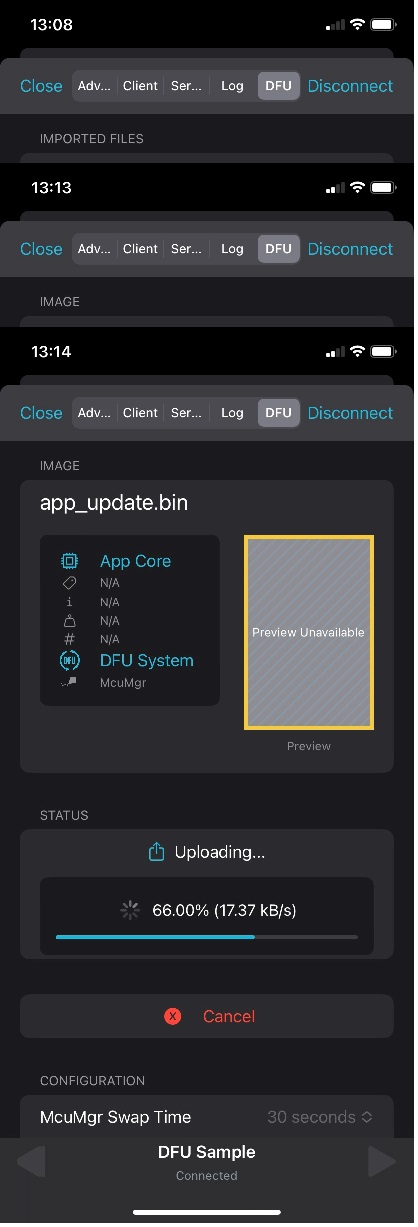 13:08
Close Adv... Client Ser... Log DFU Disconnect
IMPORTED FILES
13:13
Close Adv... Client Ser... Log DFU Disconnect
IMAGE
13:14
Close Adv... Client Ser... Log DFU Disconnect
IMAGE
app_update.bin
App Core
N/A
i N/A
N/A
# N/A
DFU DFU System
McuMgr
Preview Unavailable
Preview
STATUS
Uploading...
66.00% (17.37 kB/s)
X Cancel
CONFIGURATION
McuMgr Swap Time 30 seconds
DFU Sample
Connected